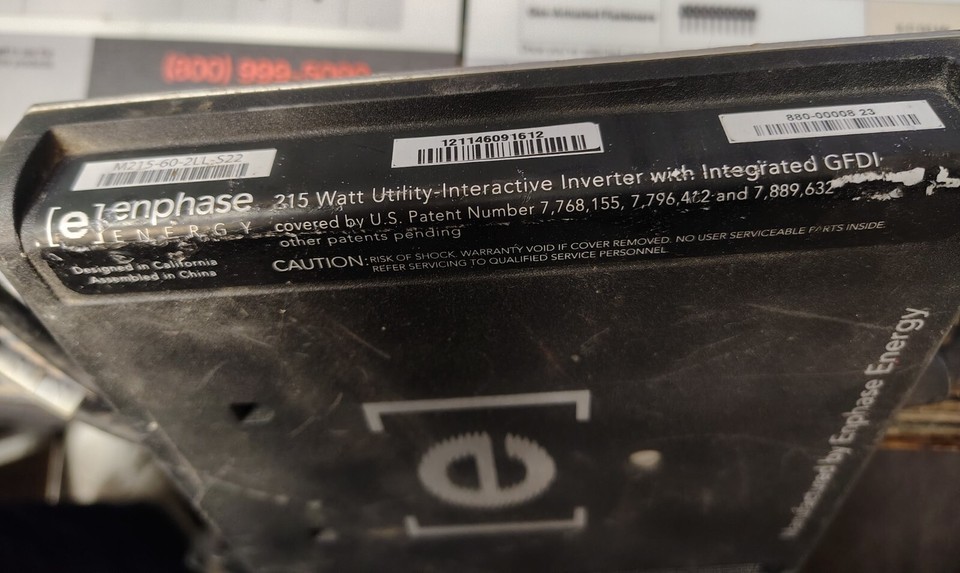 (800) 999-5000
M215-60-2LL-S22
121146091612
880-00008 23
[e] enphase
ENERGY
215 Watt Utility-Interactive Inverter with Integrated GFDI
covered by U.S. Patent Number 7,768,155, 7,796,412 and 7,889,632
other patents pending
Designed in California
Assembled in China
CAUTION: RISK OF SHOCK. WARRANTY VOID IF COVER REMOVED. NO USER SERVICEABLE PARTS INSIDE.
REFER SERVICING TO QUALIFIED SERVICE PERSONNEL.
[e]
by Enphase Energy